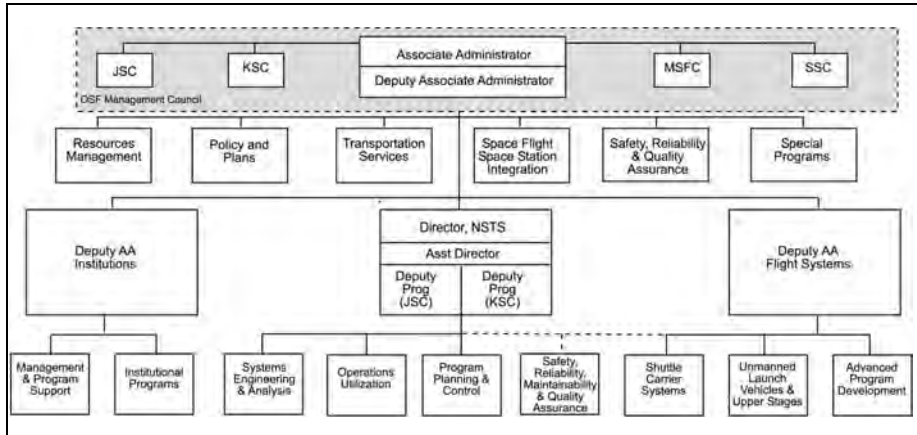 JSC
KSC
Associate Administrator
Deputy Associate Administrator
MSFC
SSC
OSF Management Council
Resources
Management
Policy and
Plans
Transportation
Services
Space Flight
Space Station
Integration
Safety, Reliability
& Quality
Assurance
Special
Programs
Deputy AA
Institutions
Director, NSTS
Asst Director
Deputy
Prog
(JSC)
Deputy
Prog
(KSC)
Deputy AA
Flight Systems
Management
& Program
Support
Institutional
Programs
Systems
Engineering
& Analysis
Operations
Utilization
Program
Planning &
Control
Safety,
Reliability,
Maintainability
& Quality
Assurance
Shuttle
Carrier
Systems
Unmanned
Launch
Vehicles &
Upper Stages
Advanced
Program
Development